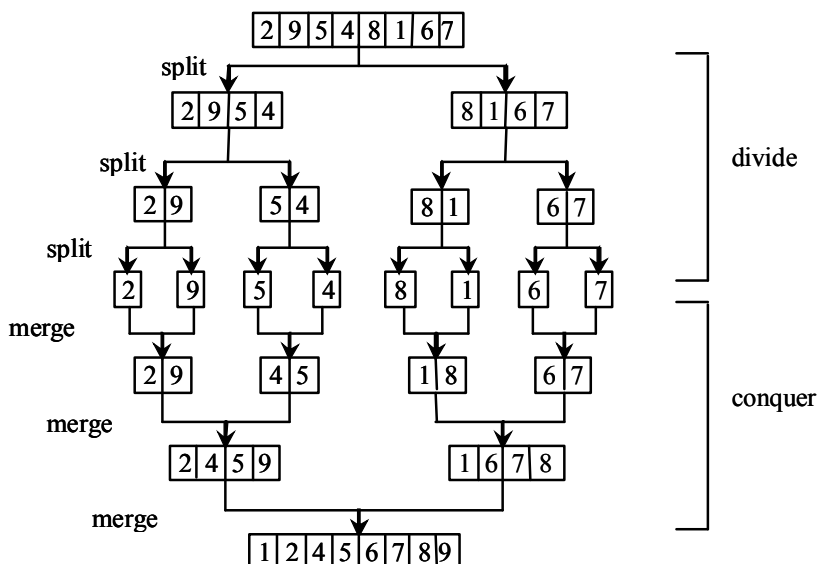 2 9 5 4 8 1 6 7
split
2 9 5 4 8 1 6 7
split
divide
2 9 5 4 8 1 6 7
split
2 9 5 4 8 1 6 7
merge
2 9 4 5 1 8 6 7
conquer
merge
2 4 5 9 1 6 7 8
merge
1 2 4 5 6 7 8 9